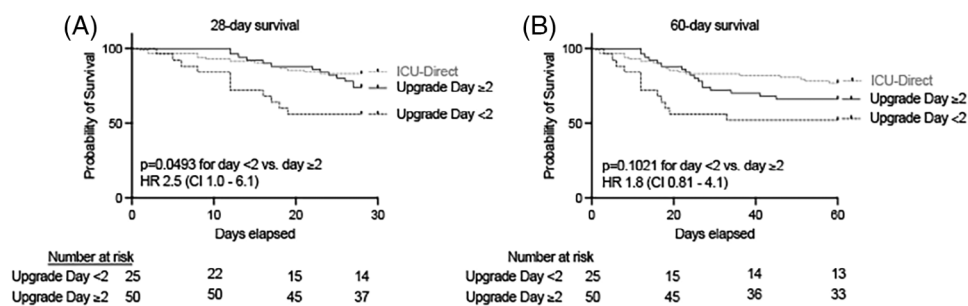 (A)
28-day survival
Probability of Survival
100
50
0
ICU-Direct
Upgrade Day ≥2
Upgrade Day <2
p=0.0493 for day <2 vs. day ≥2
HR 2.5 (CI 1.0 - 6.1)
0 10 20 30
Days elapsed
Number at risk
Upgrade Day <2 25 22 15 14
Upgrade Day ≥2 50 50 45 37
(B)
60-day survival
Probability of Survival
100
50
0
ICU-Direct
Upgrade Day ≥2
Upgrade Day <2
p=0.1021 for day <2 vs. day ≥2
HR 1.8 (CI 0.81 - 4.1)
0 20 40 60
Days elapsed
Number at risk
Upgrade Day <2 25 15 14 13
Upgrade Day ≥2 50 45 36 33